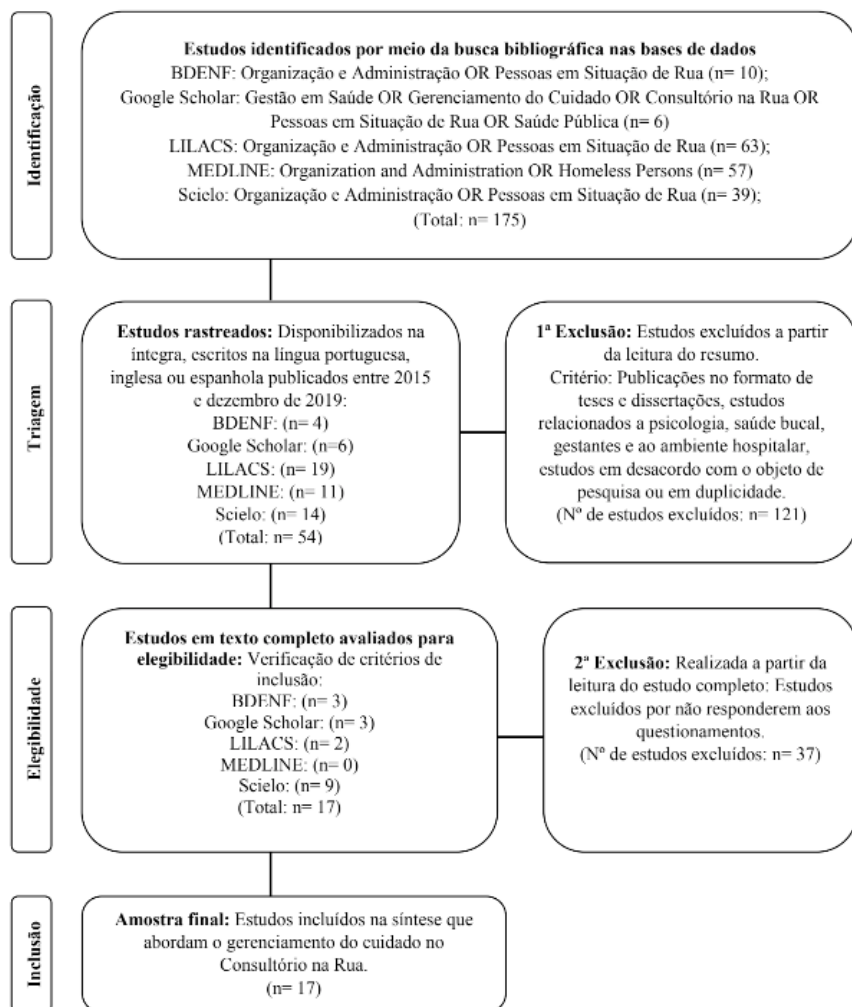 Identificação
Estudos identificados por meio da busca bibliográfica nas bases de dados
BDENF: Organização e Administração OR Pessoas em Situação de Rua (n= 10);
Google Scholar: Gestão em Saúde OR Gerenciamento do Cuidado OR Consultório na Rua OR
Pessoas em Situação de Rua OR Saúde Pública (n= 6)
LILACS: Organização e Administração OR Pessoas em Situação de Rua (n= 63);
MEDLINE: Organization and Administration OR Homeless Persons (n= 57)
Scielo: Organização e Administração OR Pessoas em Situação de Rua (n= 39);
(Total: n= 175)
Triagem
Estudos rastreados: Disponibilizados na
íntegra, escritos na língua portuguesa,
inglesa ou espanhola publicados entre 2015
e dezembro de 2019:
BDENF: (n= 4)
Google Scholar: (n=6)
LILACS: (n= 19)
MEDLINE: (n= 11)
Scielo: (n= 14)
(Total: n= 54)
1ª Exclusão: Estudos excluídos a partir
da leitura do resumo.
Critério: Publicações no formato de
teses e dissertações, estudos
relacionados a psicologia, saúde bucal,
gestantes e ao ambiente hospitalar,
estudos em desacordo com o objeto de
pesquisa ou em duplicidade.
(Nº de estudos excluídos: n= 121)
Elegibilidade
Estudos em texto completo avaliados para
elegibilidade: Verificação de critérios de
inclusão:
BDENF: (n= 3)
Google Scholar: (n= 3)
LILACS: (n= 2)
MEDLINE: (n= 0)
Scielo: (n= 9)
(Total: n= 17)
2ª Exclusão: Realizada a partir da
leitura do estudo completo: Estudos
excluídos por não responderem aos
questionamentos.
(Nº de estudos excluídos: n= 37)
Inclusão
Amostra final: Estudos incluídos na síntese que
abordam o gerenciamento do cuidado no
Consultório na Rua.
(n= 17)